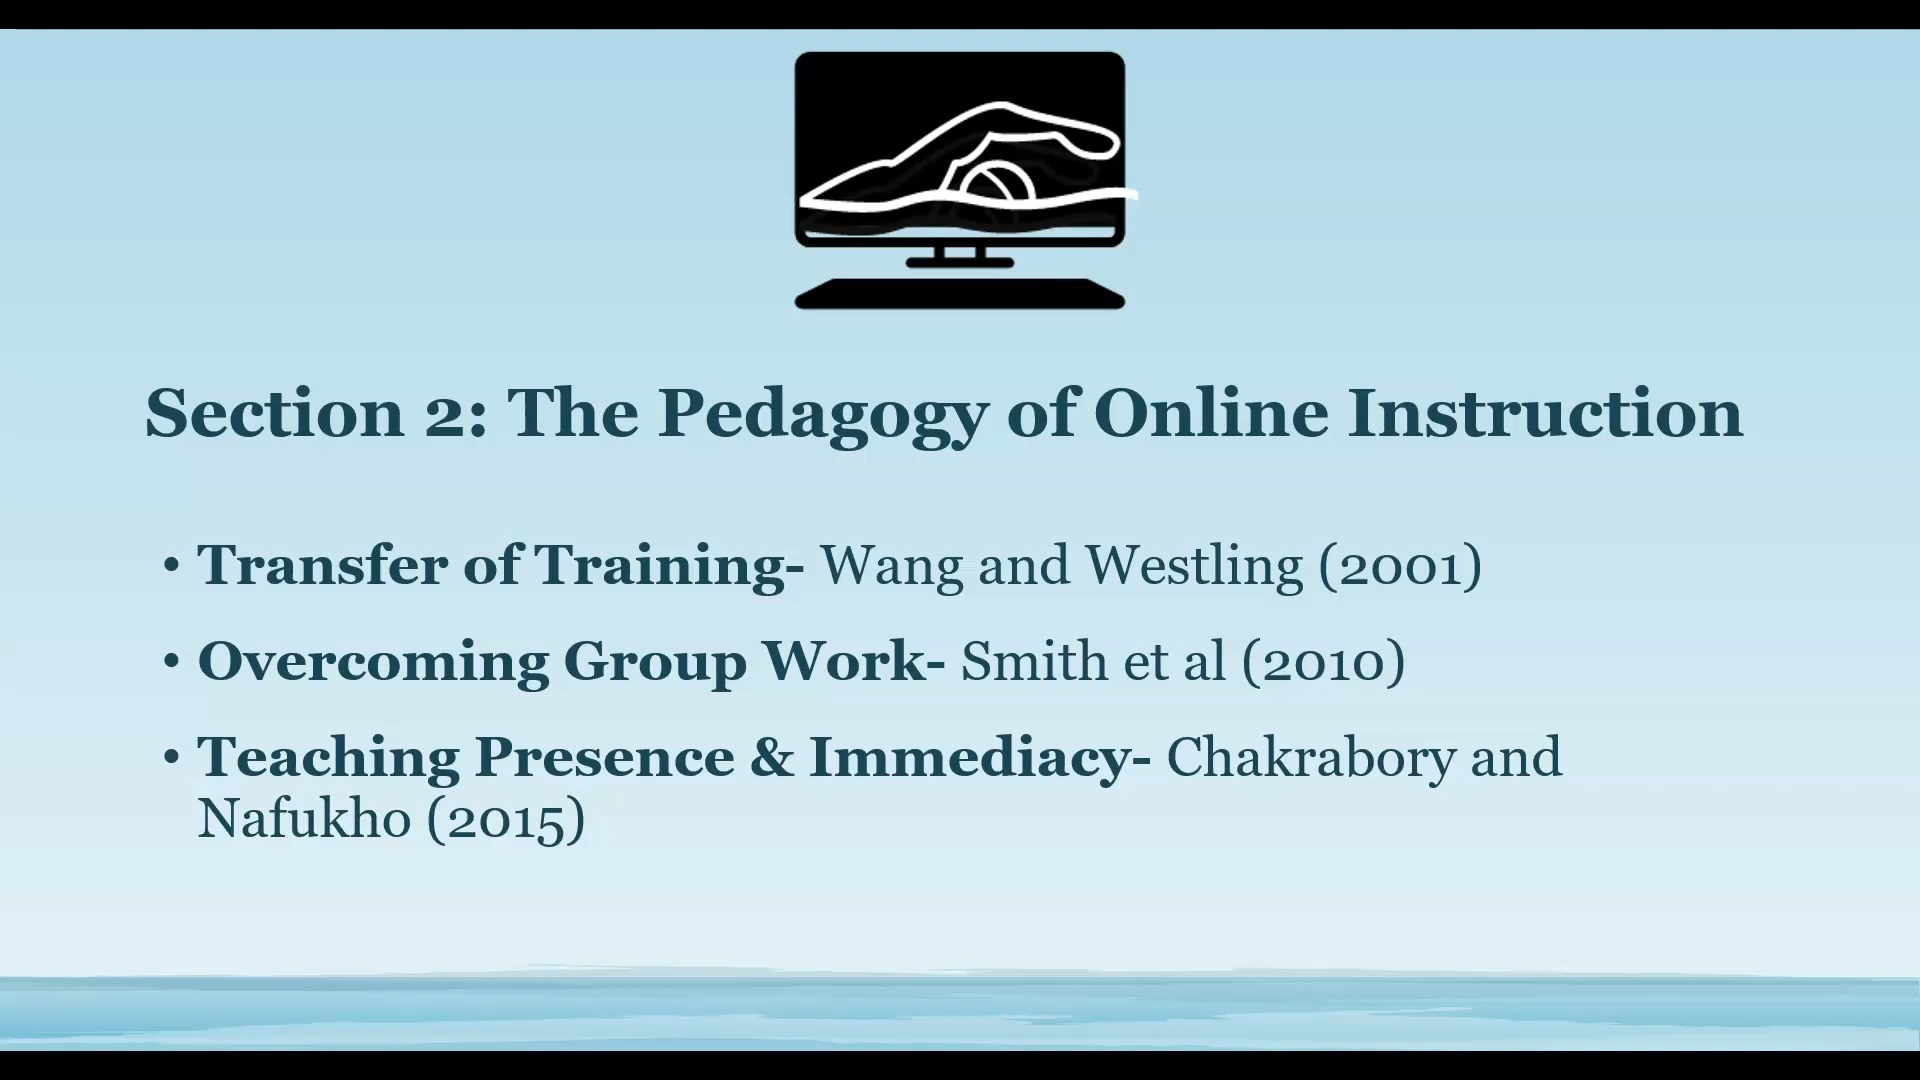 Section 2: The Pedagogy of Online Instruction
• Transfer of Training- Wang and Westling (2001)
• Overcoming Group Work- Smith et al (2010)
• Teaching Presence & Immediacy- Chakrabory and
Nafukho (2015)